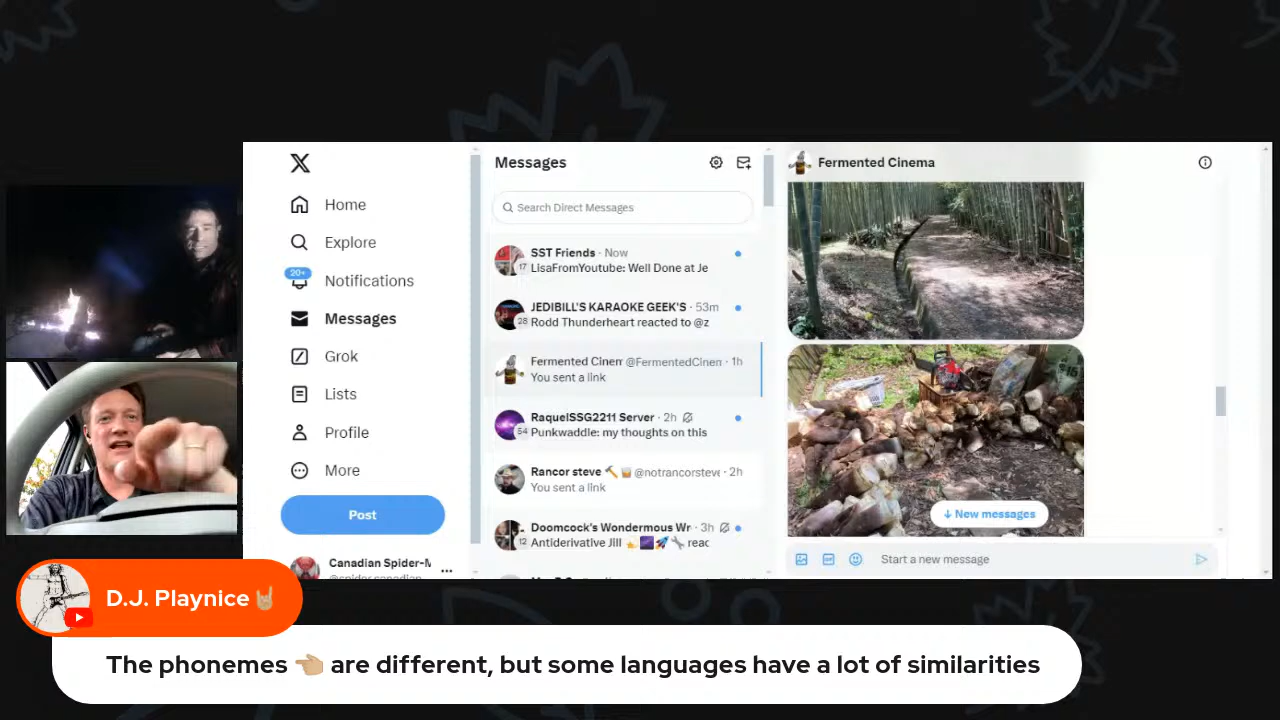 Home
Explore
20+
Notifications
Messages
Grok
Lists
Profile
More
Post
Canadian Spider-M
Messages
Search Direct Messages
SST Friends · Now
17
LisaFromYoutube: Well Done at Je
JEDIBILL'S KARAOKE GEEK'S · 53m
28
Rodd Thunderheart reacted to @z
Fermented Cinem @FermentedCinem · 1h
You sent a link
RaquelSSG2211 Server · 2h
54
Punkwaddle: my thoughts on this
Rancor steve 🔨🥃 @notrancorsteve · 2h
You sent a link
Doomcock's Wondermous Wr · 3h
12
Antiderivative Jill ⭐🌌🚀🔧 reac
Fermented Cinema
↓ New messages
GIF
Start a new message
D.J. Playnice🤘🏼
The phonemes 👈🏼 are different, but some languages have a lot of similarities